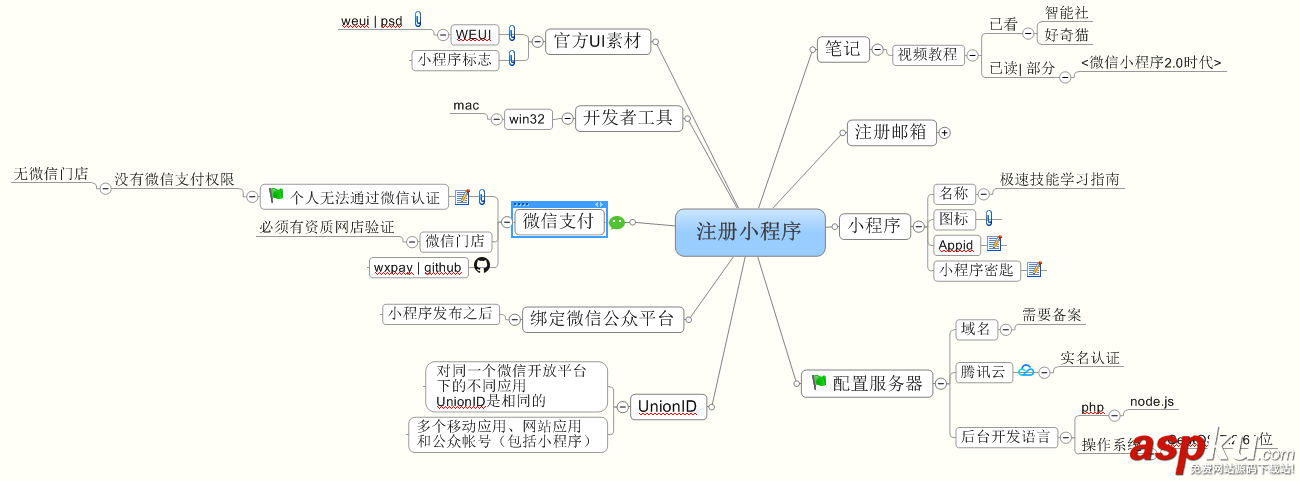 注册小程序
官方UI素材
WEUI
weui | psd
小程序标志
开发者工具
win32
mac
微信支付
个人无法通过微信认证
没有微信支付权限
无微信门店
微信门店
必须有资质网店验证
wxpay | github
绑定微信公众平台
小程序发布之后
UnionID
对同一个微信开放平台
下的不同应用
UnionID是相同的
多个移动应用、网站应用
和公众帐号（包括小程序）
笔记
视频教程
已看
智能社
好奇猫
已读| 部分
<微信小程序2.0时代>
注册邮箱
小程序
名称
极速技能学习指南
图标
Appid
小程序密匙
配置服务器
域名
需要备案
腾讯云
实名认证
后台开发语言
php
node.js
操作系统
位
aspku.com
免费网站源码下载站!